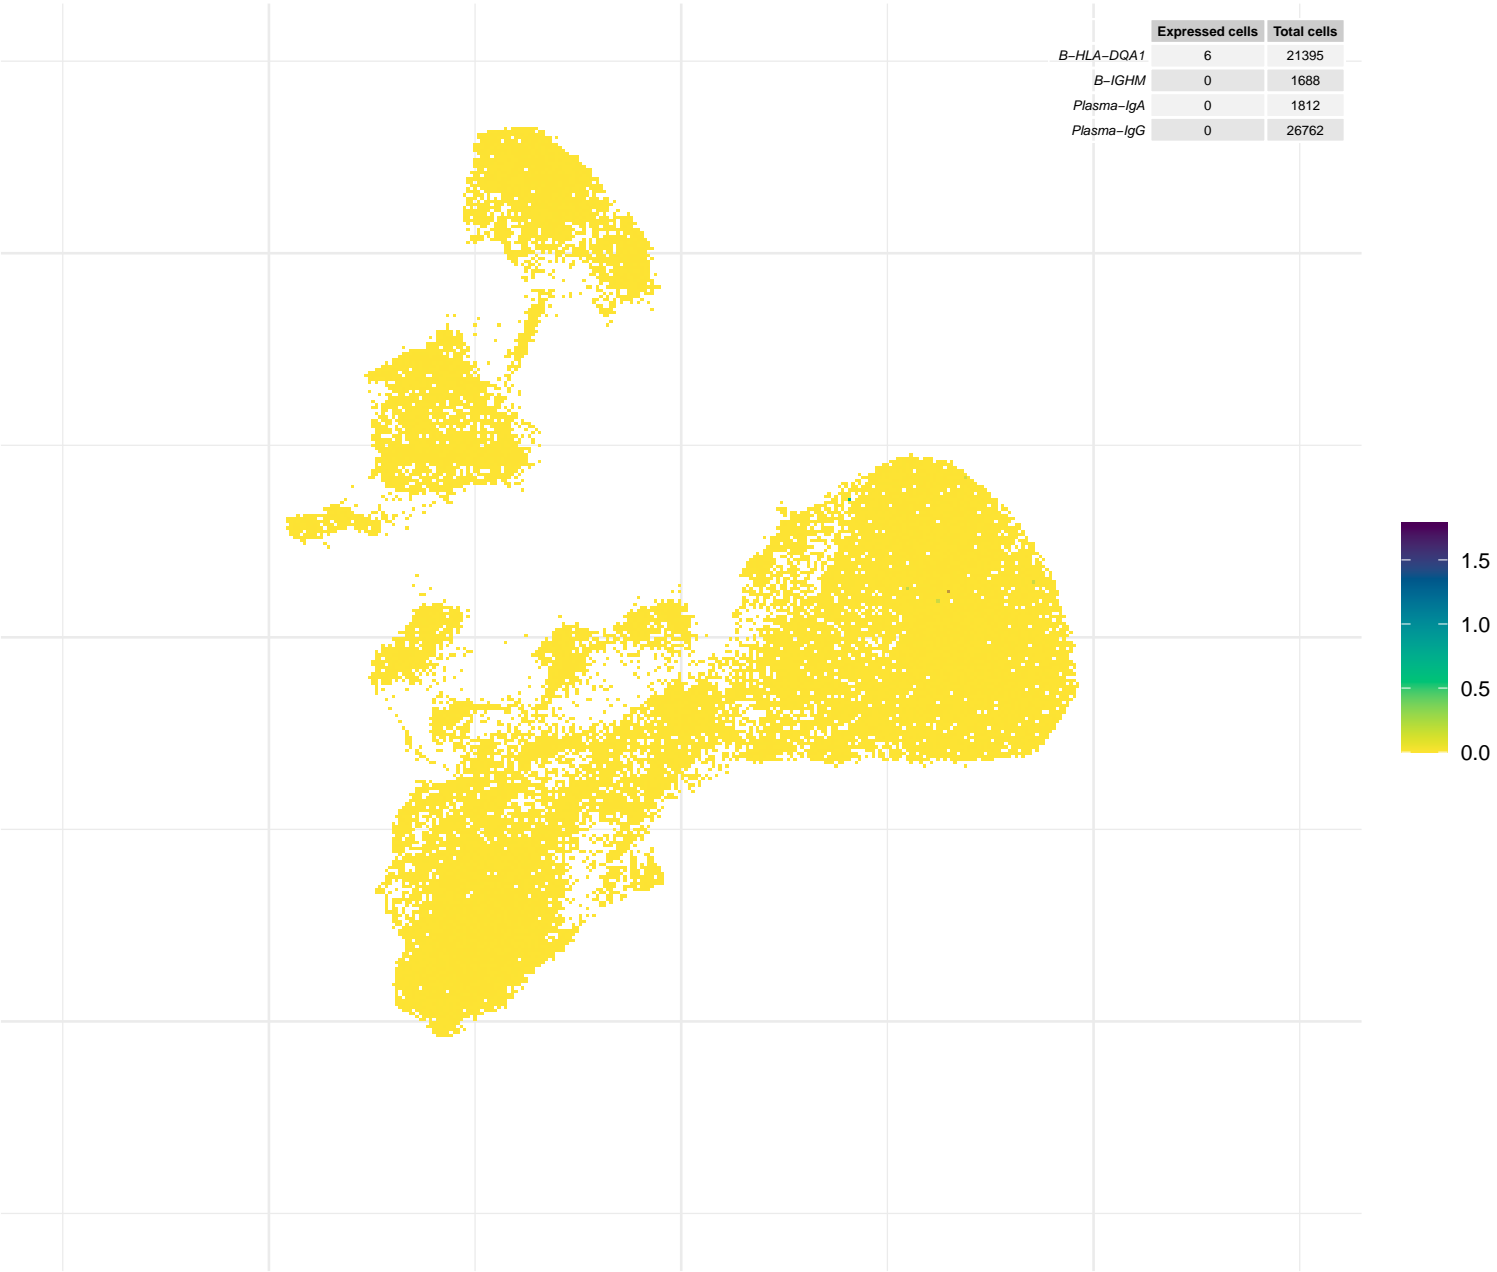 Expressed cells Total cells
B−HLA−DQA1 6 21395
B−IGHM 0 1688
Plasma−IgA 0 1812
Plasma−IgG 0 26762
1.5
1.0
0.5
0.0